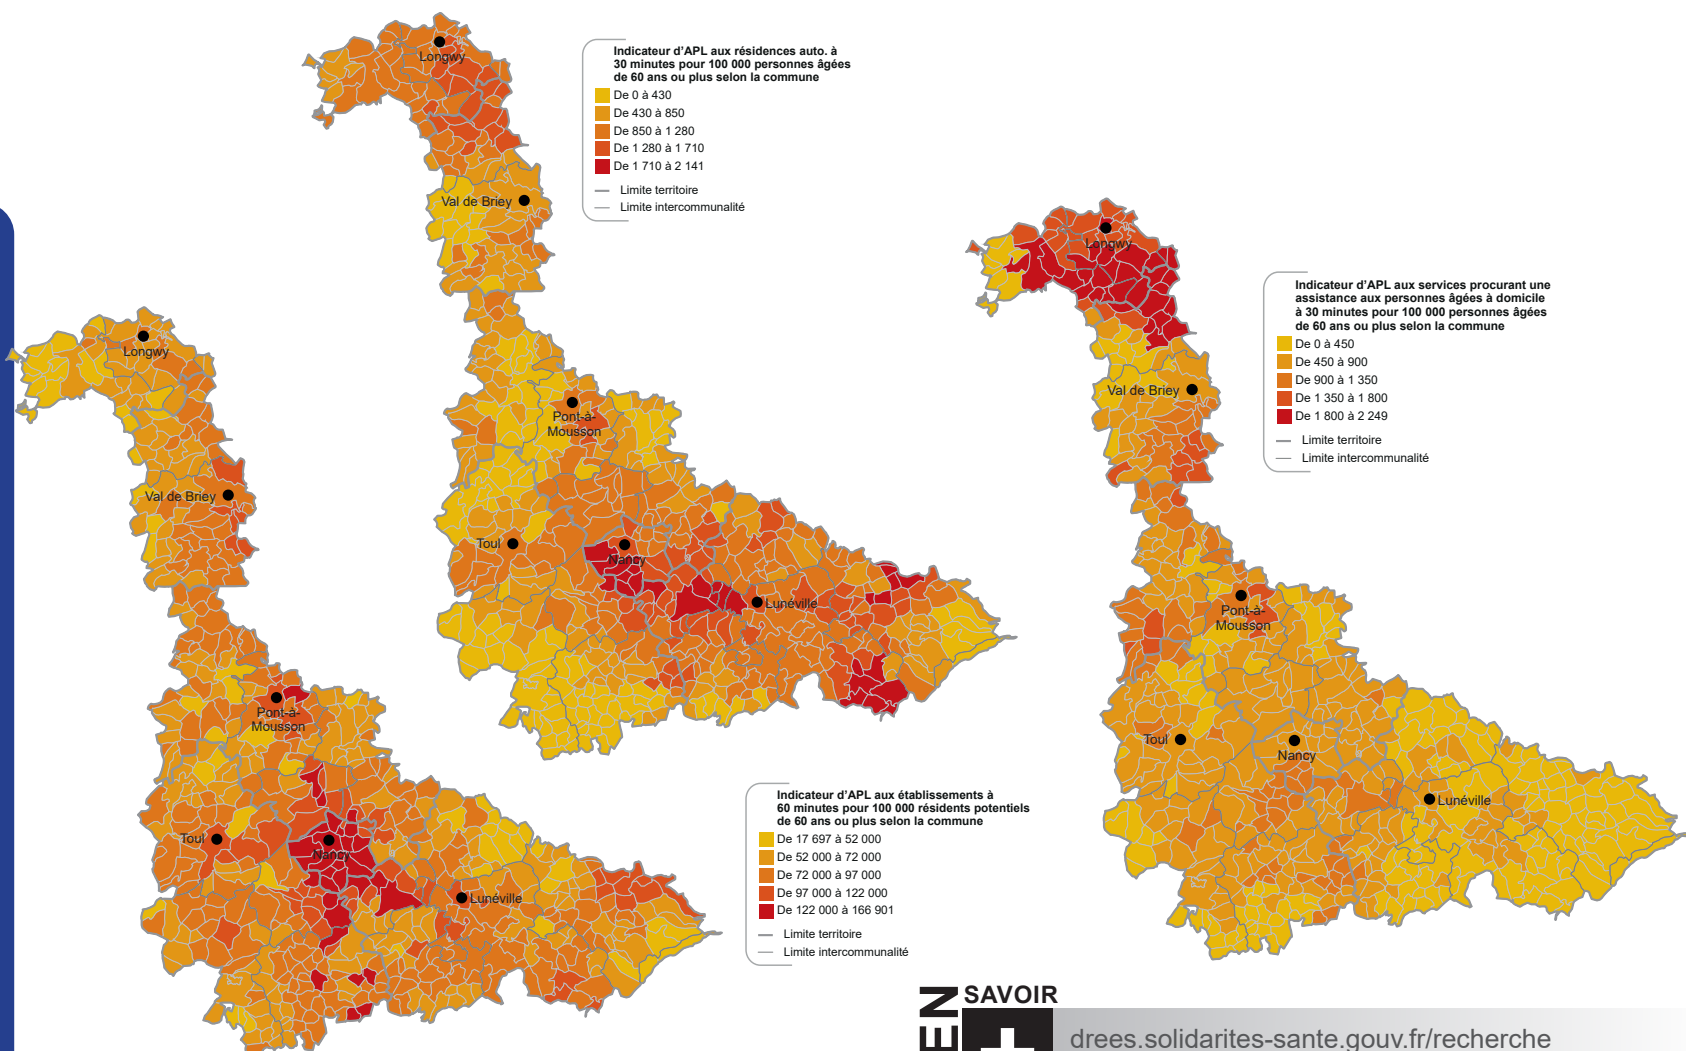 Indicateur d'APL aux résidences auto. à
30 minutes pour 100 000 personnes âgées
de 60 ans ou plus selon la commune
De 0 à 430
De 430 à 850
De 850 à 1 280
De 1 280 à 1 710
De 1 710 à 2 141
Limite territoire
Limite intercommunalité
Longwy
Val de Briey
Pont-à-
Mousson
Toul
Nancy
Lunéville
Indicateur d'APL aux services procurant une
assistance aux personnes âgées à domicile
à 30 minutes pour 100 000 personnes âgées
de 60 ans ou plus selon la commune
De 0 à 450
De 450 à 900
De 900 à 1 350
De 1 350 à 1 800
De 1 800 à 2 249
Limite territoire
Limite intercommunalité
Longwy
Val de Briey
Pont-à-
Mousson
Toul
Nancy
Lunéville
Longwy
Val de Briey
Pont-à-
Mousson
Toul
Nancy
Lunéville
Indicateur d'APL aux établissements à
60 minutes pour 100 000 résidents potentiels
de 60 ans ou plus selon la commune
De 17 697 à 52 000
De 52 000 à 72 000
De 72 000 à 97 000
De 97 000 à 122 000
De 122 000 à 166 901
Limite territoire
Limite intercommunalité
EN
SAVOIR
drees.solidarites-sante.gouv.fr/recherche